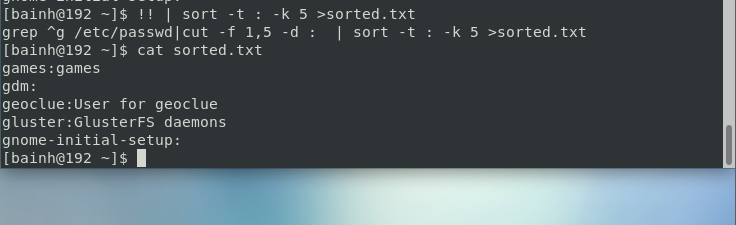 [bainh@192 ~]$ !! | sort -t : -k 5 >sorted.txt
grep ^g /etc/passwd|cut -f 1,5 -d :  | sort -t : -k 5 >sorted.txt
[bainh@192 ~]$ cat sorted.txt
games:games
gdm:
geoclue:User for geoclue
gluster:GlusterFS daemons
gnome-initial-setup:
[bainh@192 ~]$